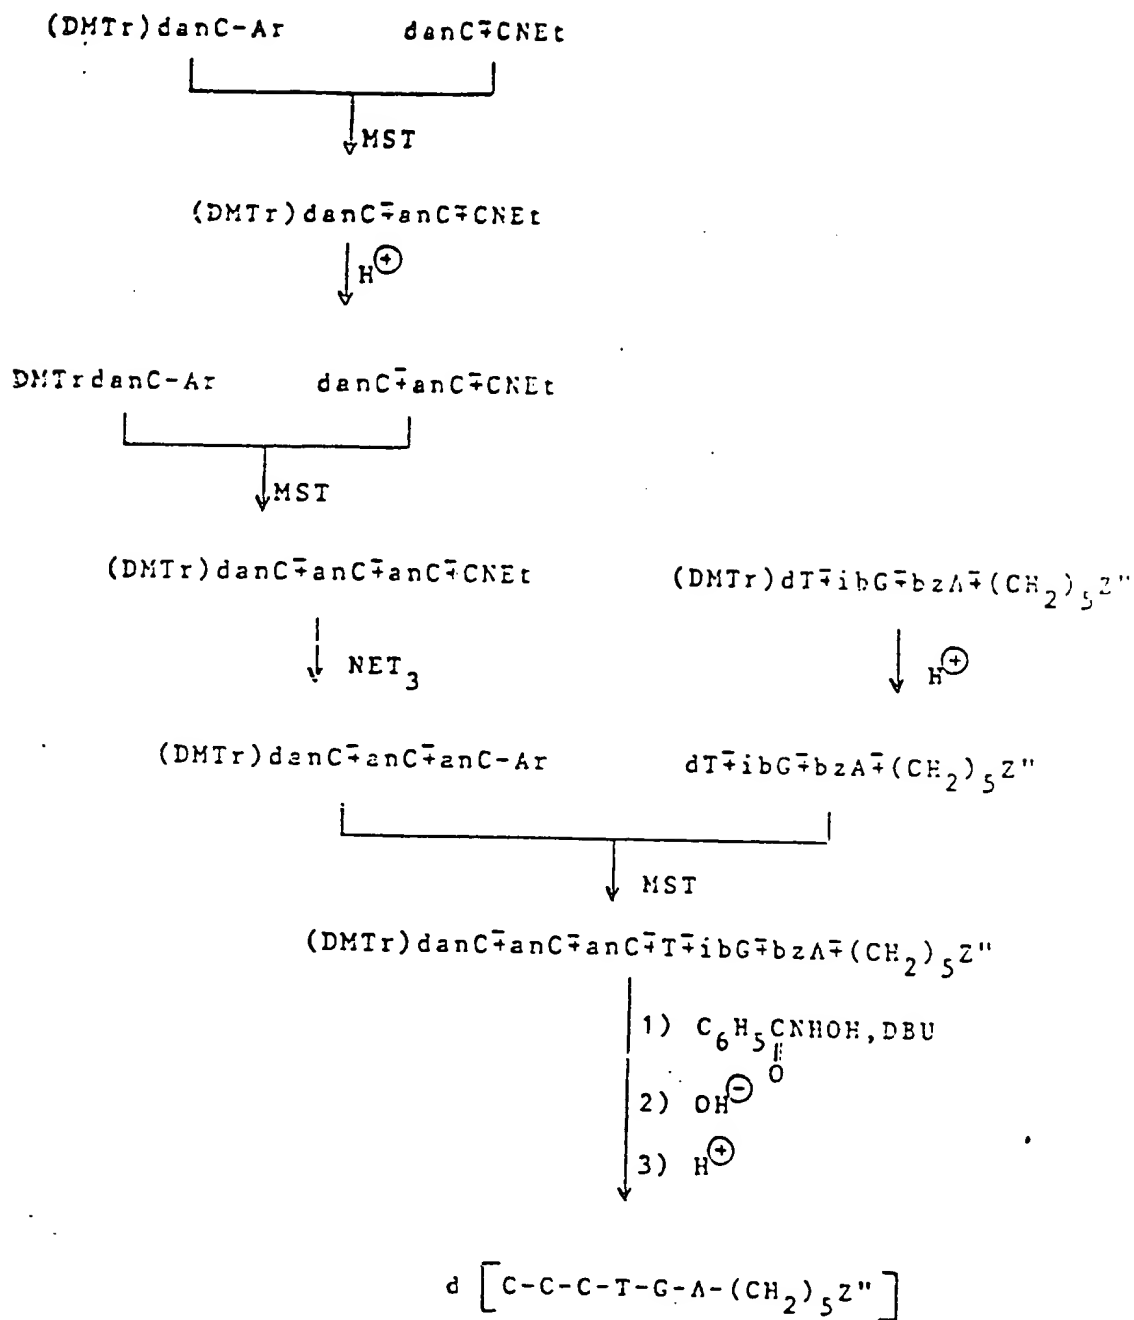 (DMTr)danC-Ar danC∓CNEt
MST
(DMTr)danC∓anC∓CNEt
H⊕
DMTrdanC-Ar danC∓anC∓CNEt
MST
(DMTr)danC∓anC∓anC∓CNEt (DMTr)dT∓ibG∓bzA∓(CH₂)₅Z"
NET₃ H⊕
(DMTr)danC∓anC∓anC-Ar dT∓ibG∓bzA∓(CH₂)₅Z"
MST
(DMTr)danC∓anC∓anC∓T∓ibG∓bzA∓(CH₂)₅Z"
1) C₆H₅CNHOH,DBU
O
2) OH⊖
3) H⊕
d [C-C-C-T-G-A-(CH₂)₅Z"]